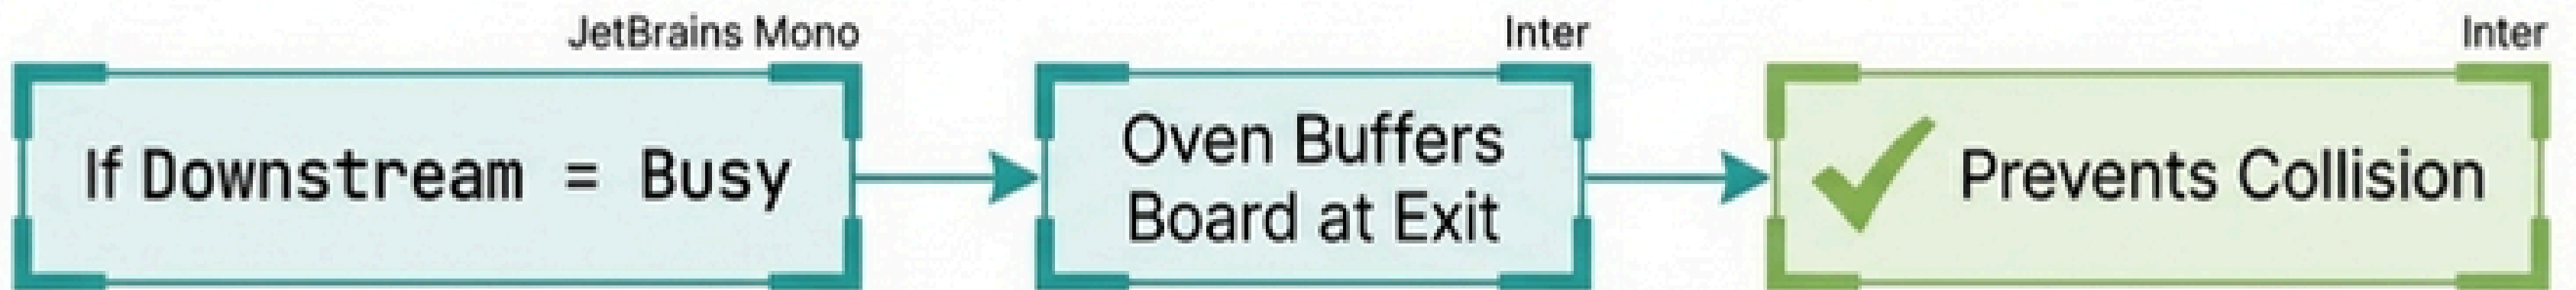 JetBrains Mono
If Downstream = Busy
Inter
Oven Buffers
Board at Exit
Inter
Prevents Collision